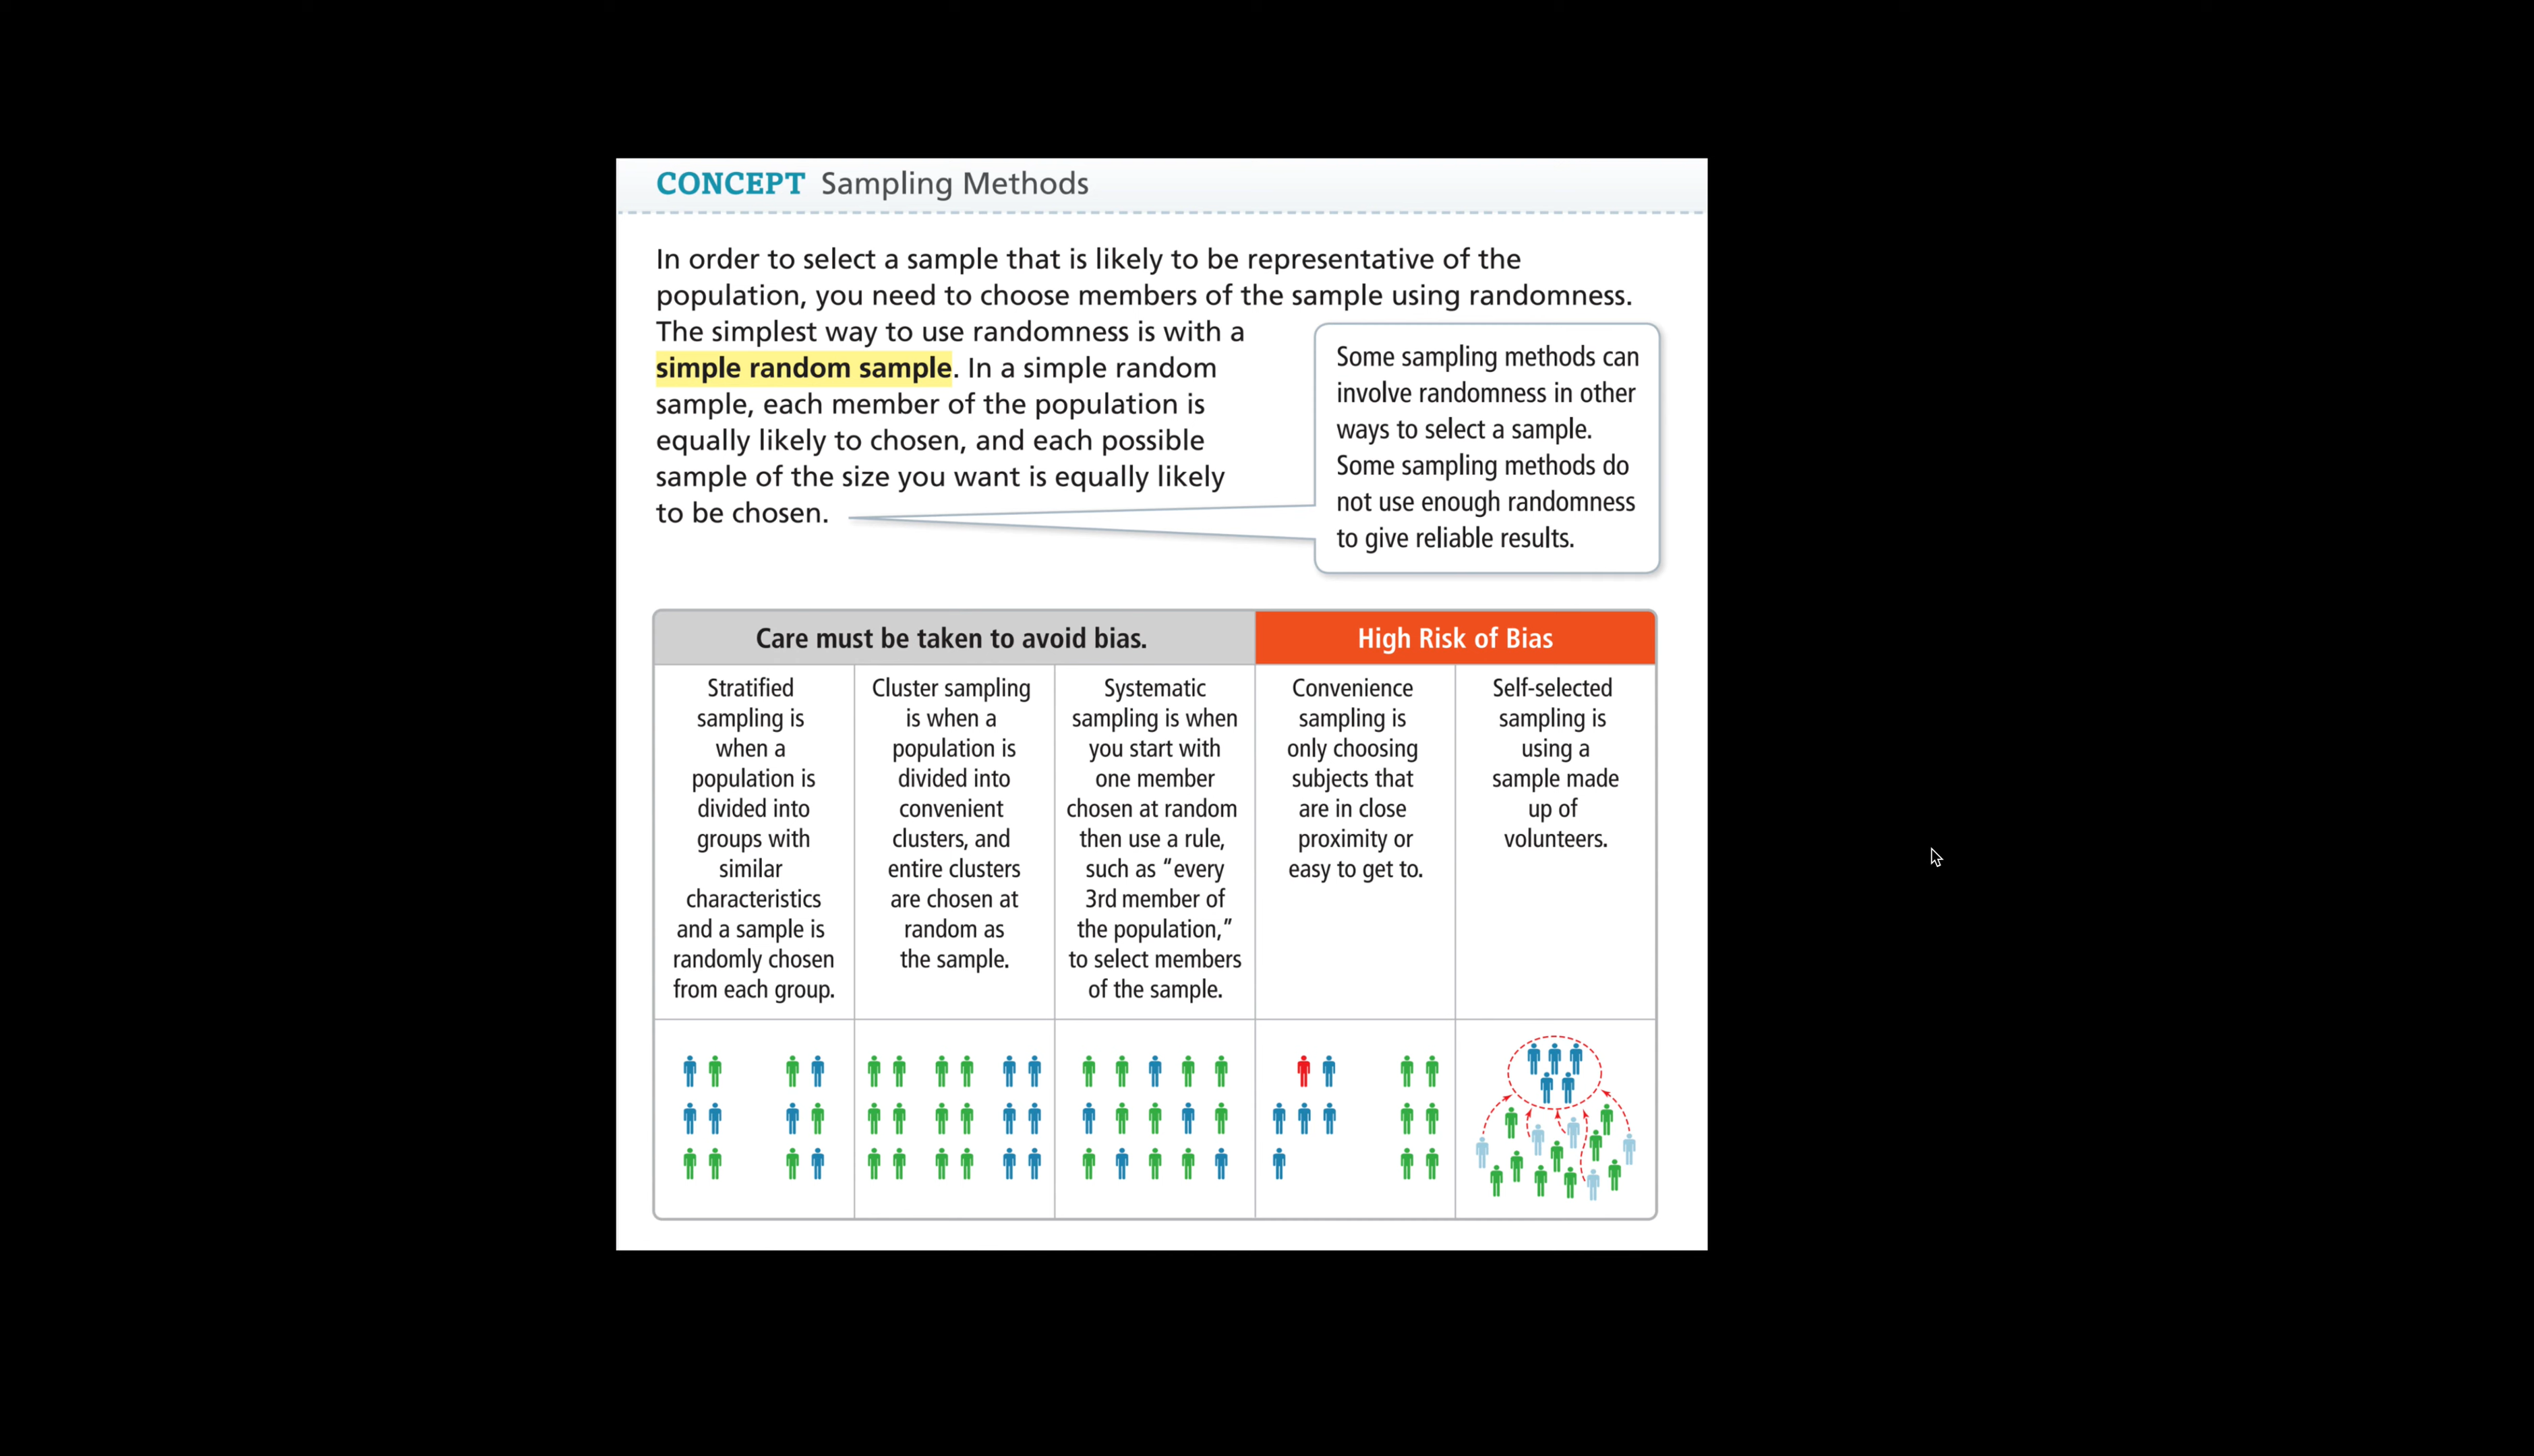 CONCEPT Sampling Methods
In order to select a sample that is likely to be representative of the
population, you need to choose members of the sample using randomness.
The simplest way to use randomness is with a
simple random sample. In a simple random
sample, each member of the population is
equally likely to chosen, and each possible
sample of the size you want is equally likely
to be chosen.
Some sampling methods can
involve randomness in other
ways to select a sample.
Some sampling methods do
not use enough randomness
to give reliable results.
Care must be taken to avoid bias.
High Risk of Bias
Stratified
sampling is
when a
population is
divided into
groups with
similar
characteristics
and a sample is
randomly chosen
from each group.
Cluster sampling
is when a
population is
divided into
convenient
clusters, and
entire clusters
are chosen at
random as
the sample.
Systematic
sampling is when
you start with
one member
chosen at random
then use a rule,
such as “every
3rd member of
the population,”
to select members
of the sample.
Convenience
sampling is
only choosing
subjects that
are in close
proximity or
easy to get to.
Self-selected
sampling is
using a
sample made
up of
volunteers.